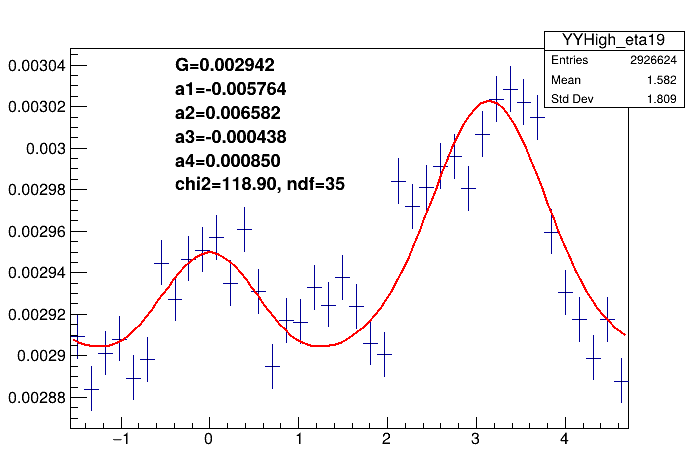 YYHigh_eta19
Entries 2926624
Mean 1.582
Std Dev 1.809
G=0.002942
a1=-0.005764
a2=0.006582
a3=-0.000438
a4=0.000850
chi2=118.90, ndf=35
0.00304
0.00302
0.003
0.00298
0.00296
0.00294
0.00292
0.0029
0.00288
−1 0 1 2 3 4